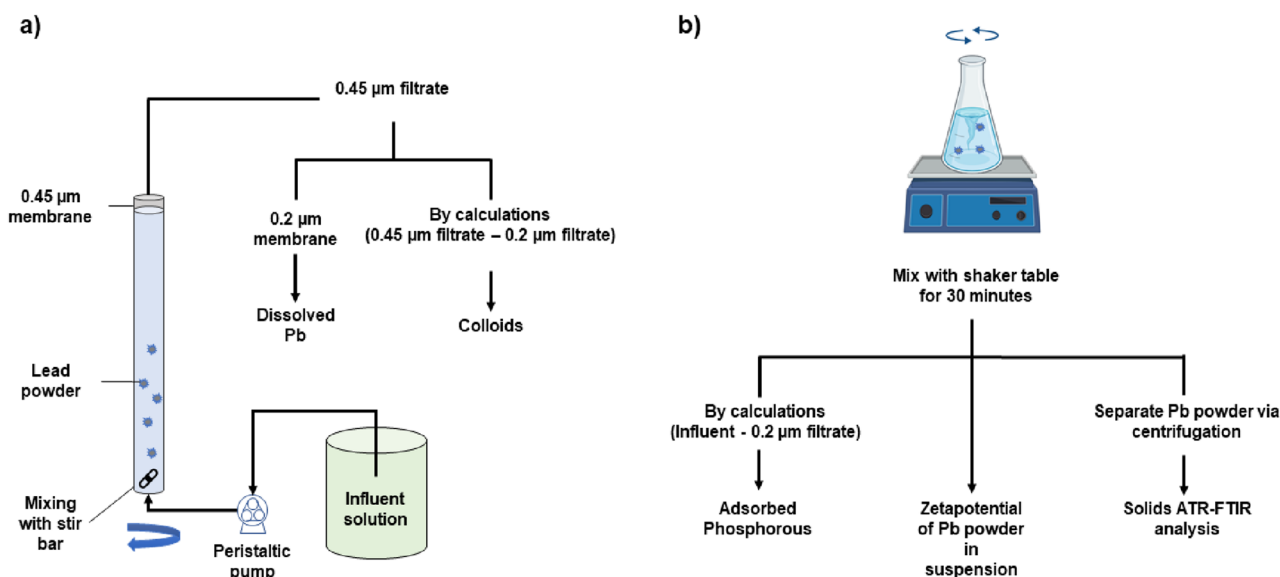 a)
0.45 µm filtrate
0.45 µm
membrane
0.2 µm
membrane
By calculations
(0.45 µm filtrate – 0.2 µm filtrate)
Dissolved
Pb
Colloids
Lead
powder
Mixing
with stir
bar
Peristaltic
pump
Influent
solution
b)
Mix with shaker table
for 30 minutes
By calculations
(Influent - 0.2 µm filtrate)
Separate Pb powder via
centrifugation
Adsorbed
Phosphorous
Zetapotential
of Pb powder
in
suspension
Solids ATR-FTIR
analysis